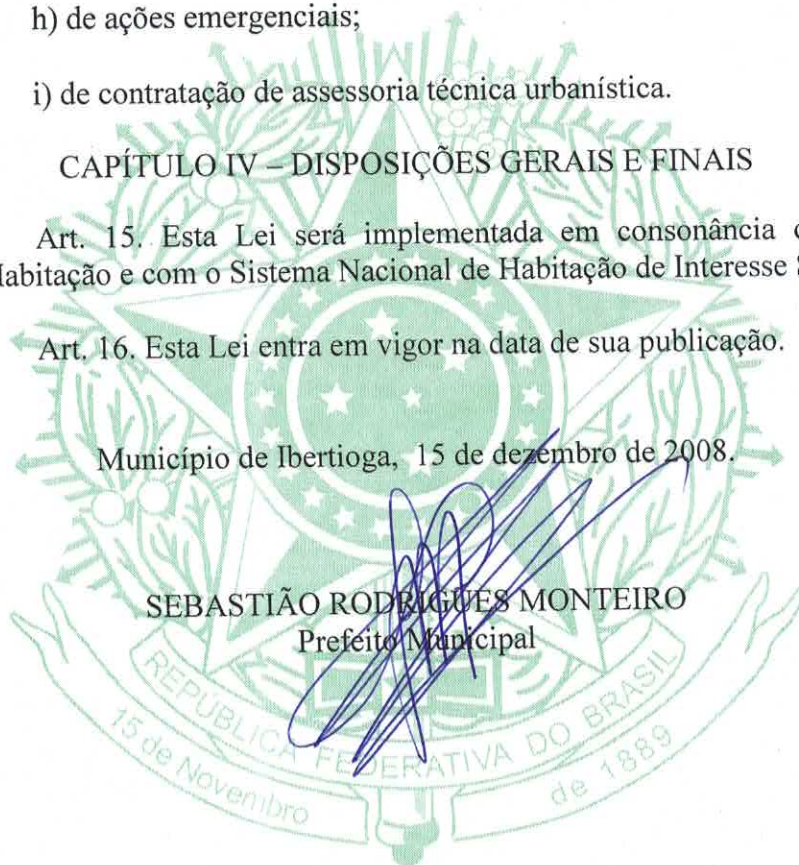 h) de ações emergenciais;
i) de contratação de assessoria técnica urbanística.
CAPÍTULO IV – DISPOSIÇÕES GERAIS E FINAIS
Art. 15. Esta Lei será implementada em consonância
Habitação e com o Sistema Nacional de Habitação de Interesse
Art. 16. Esta Lei entra em vigor na data de sua publicação.
Município de Ibertioga, 15 de dezembro de 2008.
SEBASTIÃO RODRIGUES MONTEIRO
Prefeito Municipal
REPÚBLICA FEDERATIVA DO BRASIL
15 de Novembro de 1889